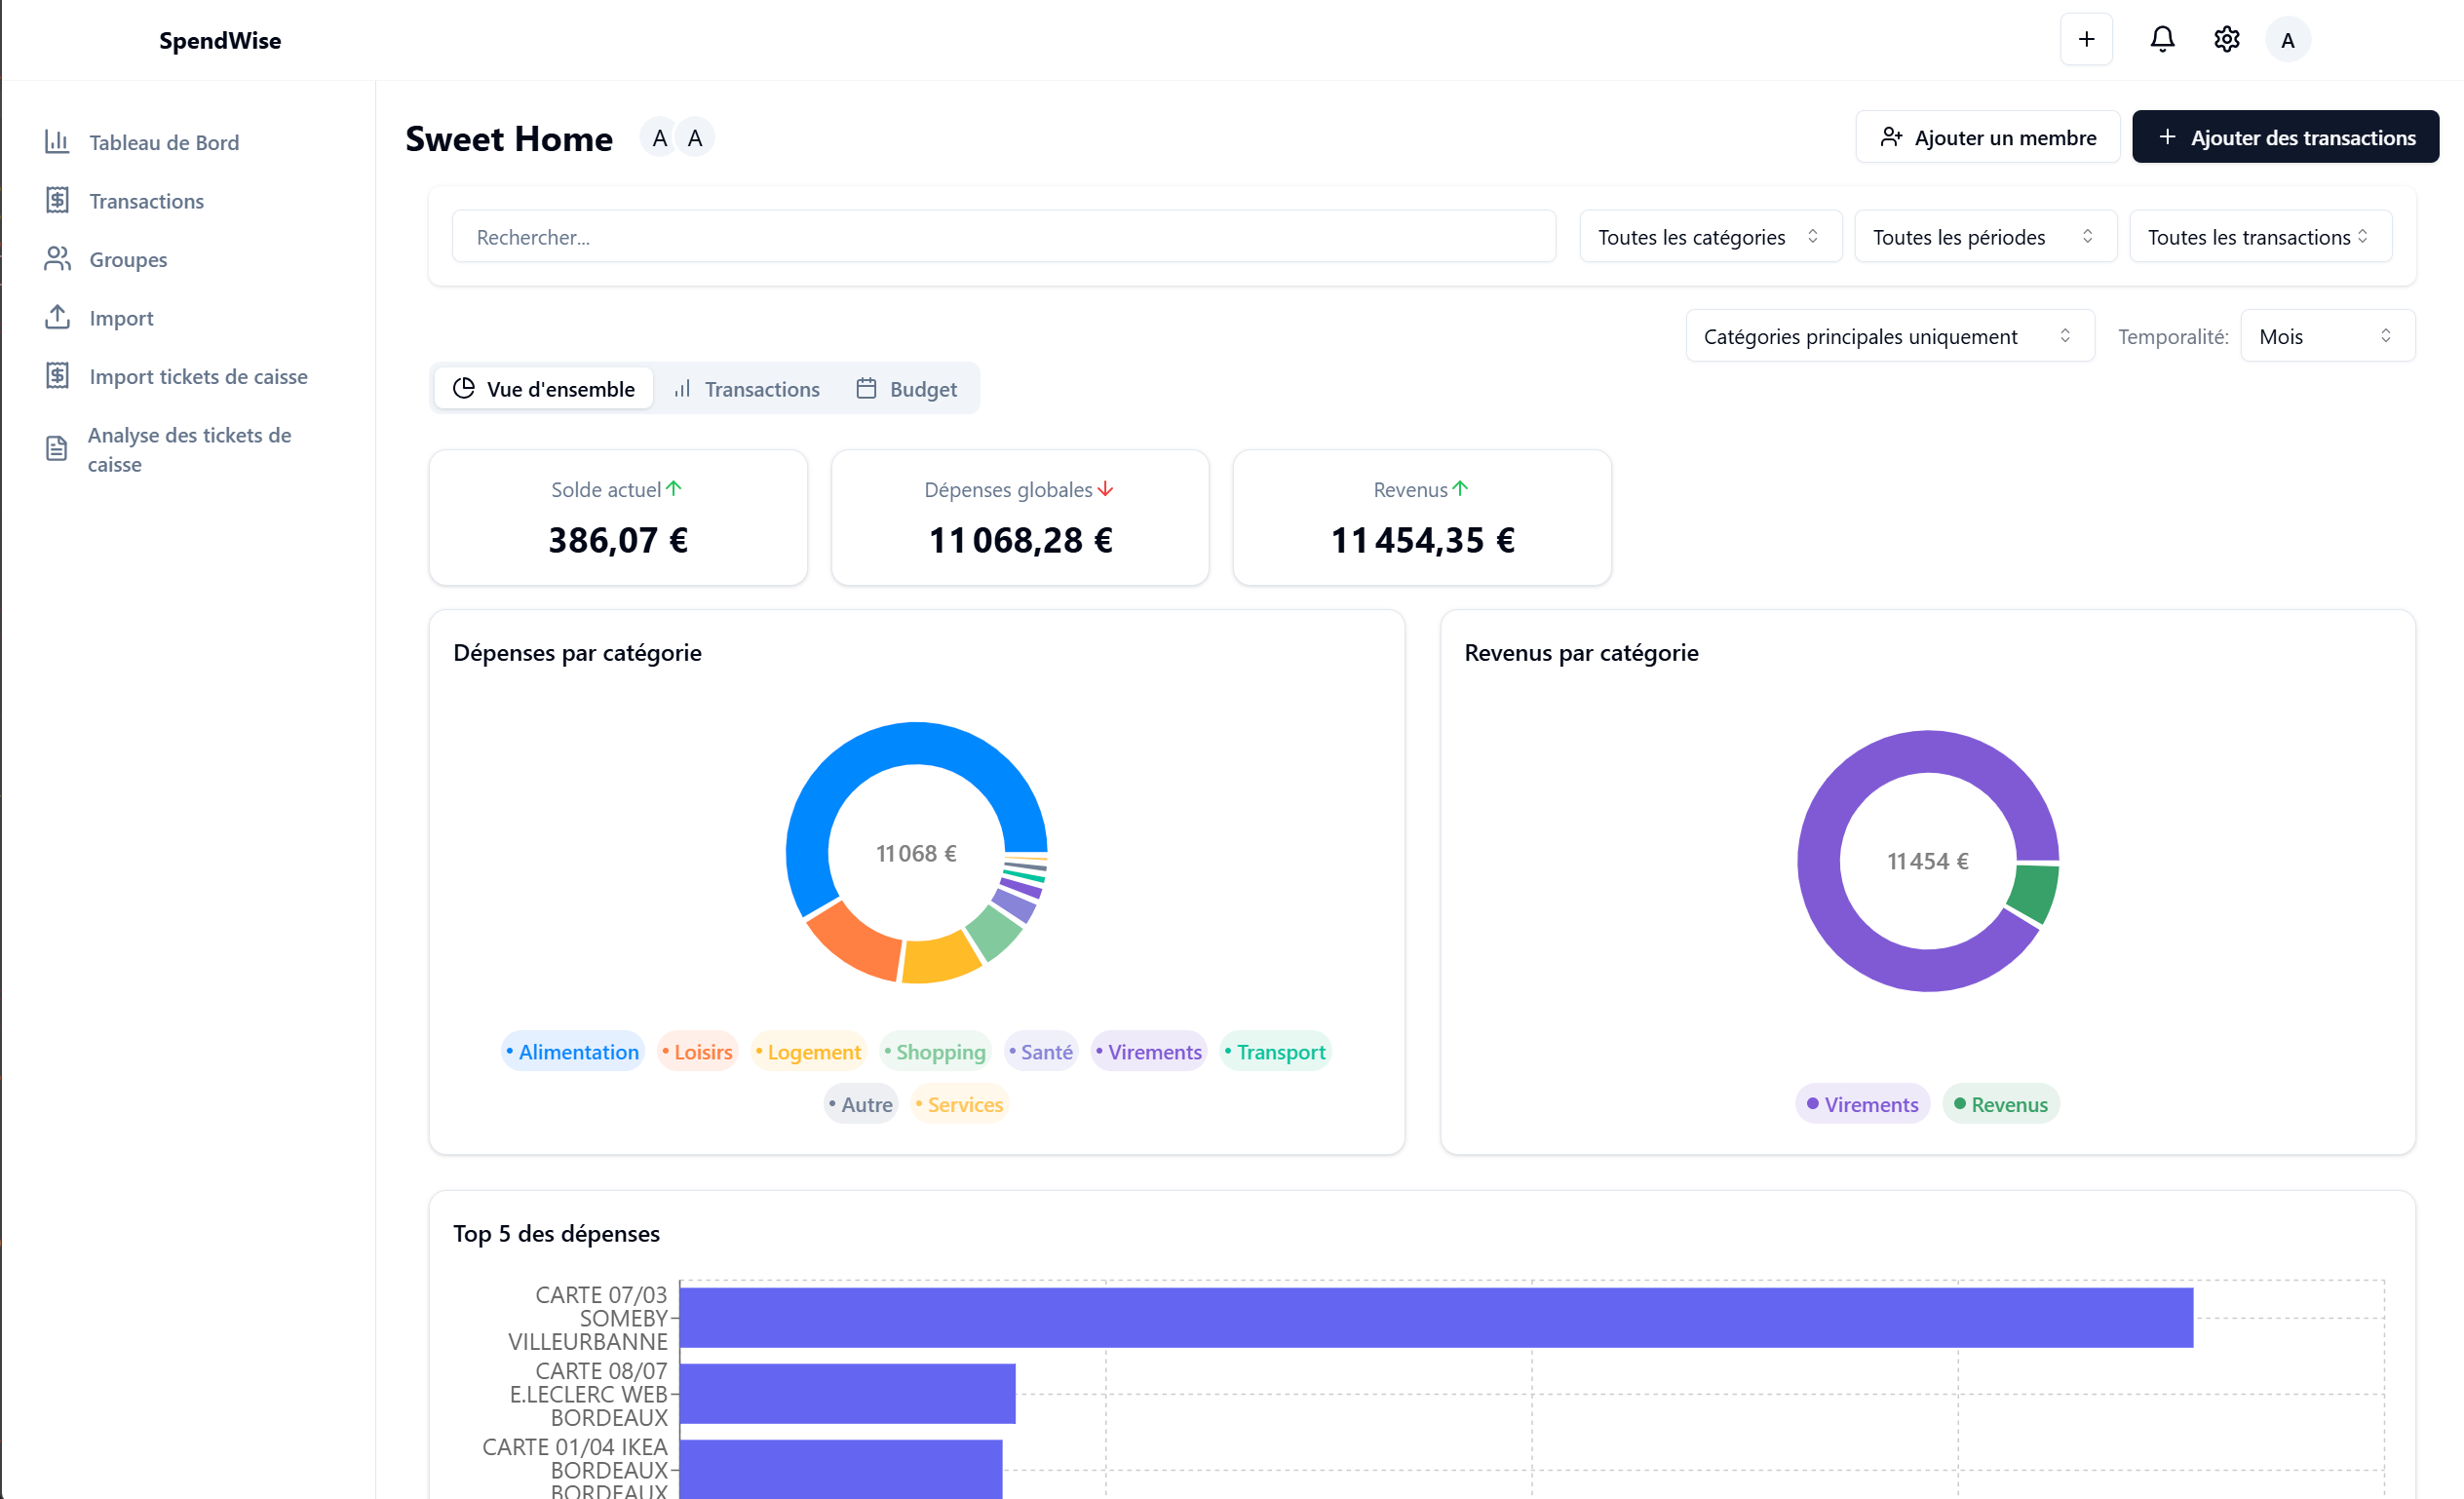 SpendWise
A
Tableau de Bord
Transactions
Groupes
Import
Import tickets de caisse
Analyse des tickets de
caisse
Sweet Home
A A
Ajouter un membre
Ajouter des transactions
Rechercher...
Toutes les catégories
Toutes les périodes
Toutes les transactions
Catégories principales uniquement
Temporalité:
Mois
Vue d'ensemble
Transactions
Budget
Solde actuel
386,07 €
Dépenses globales
11 068,28 €
Revenus
11 454,35 €
Dépenses par catégorie
11 068 €
Alimentation
Loisirs
Logement
Shopping
Santé
Virements
Transport
Autre
Services
Revenus par catégorie
11 454 €
Virements
Revenus
Top 5 des dépenses
CARTE 07/03
SOMEBY
VILLEURBANNE
CARTE 08/07
E.LECLERC WEB
BORDEAUX
CARTE 01/04 IKEA
BORDEAUX
BORDEAUX